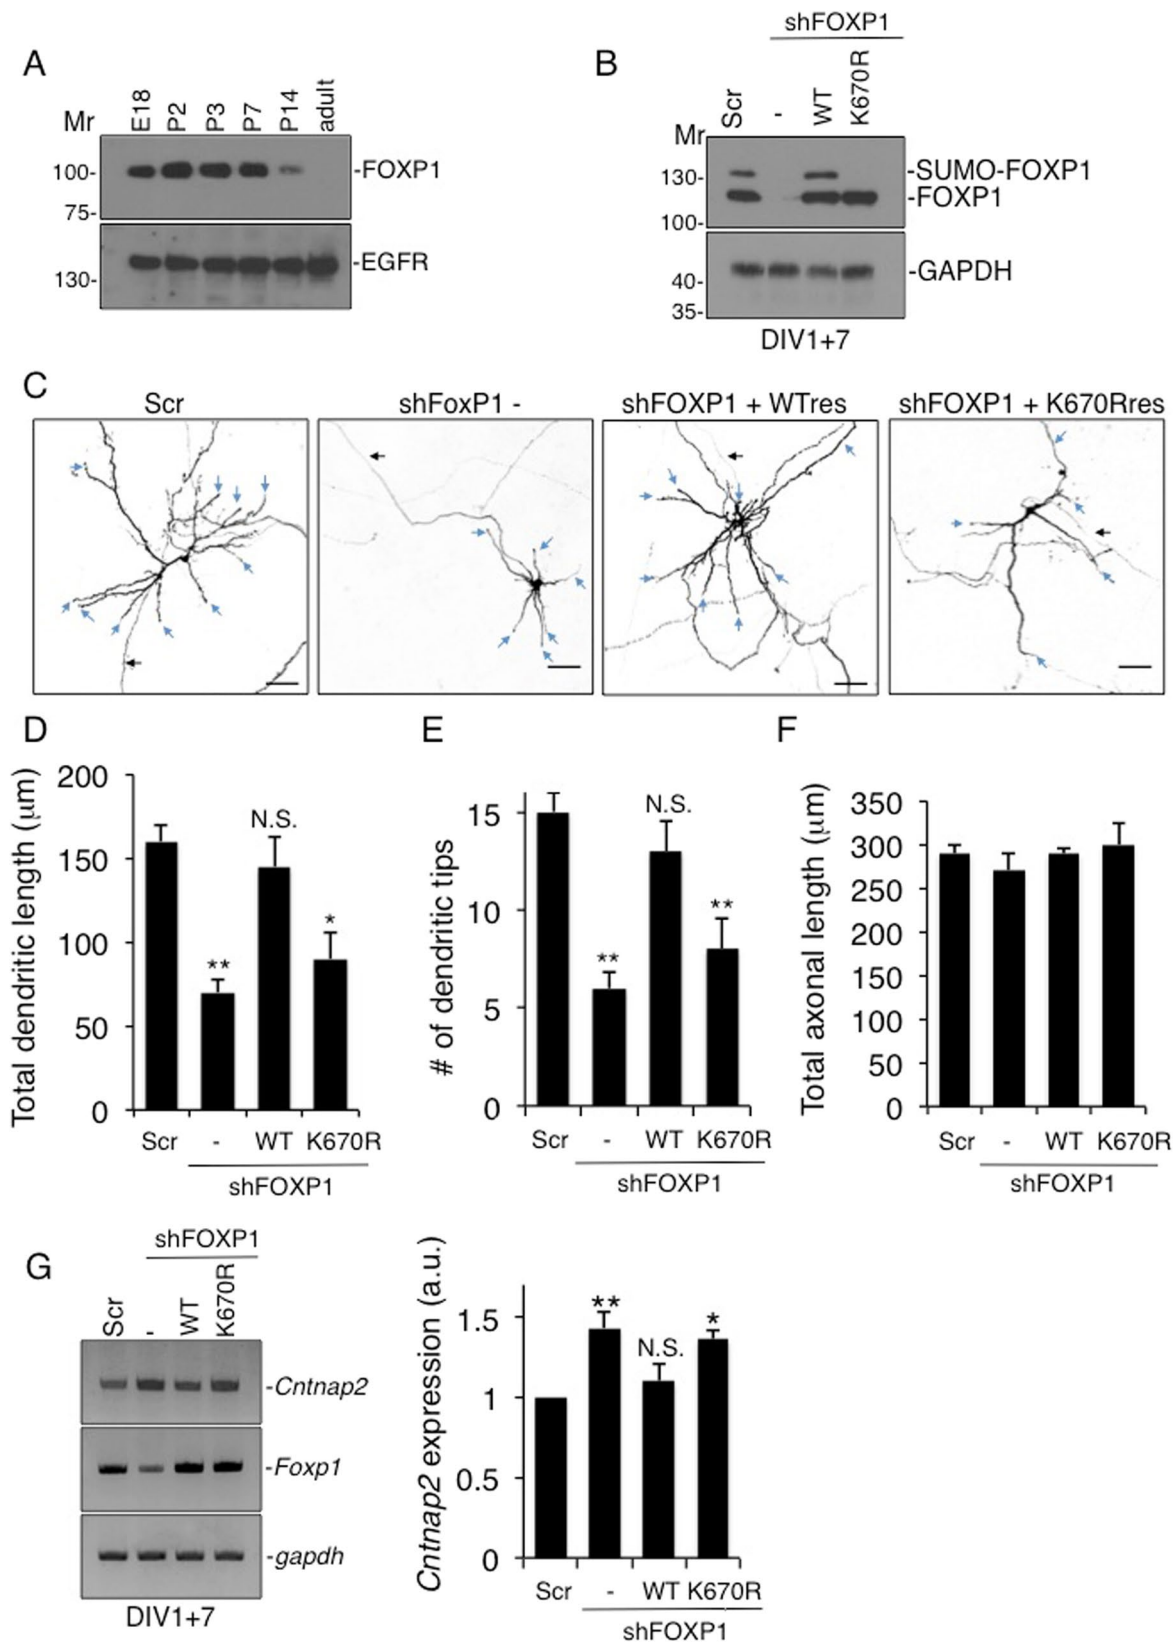 A
Mr
E18
P2
P3
P7
P14
adult
100-
-FOXP1
75-
-EGFR
130-
B
shFOXP1
Mr
Scr
-
WT
K670R
130-
-SUMO-FOXP1
-FOXP1
100-
40-
-GAPDH
35-
DIV1+7
C
Scr
shFoxP1 -
shFOXP1 + WTres
shFOXP1 + K670Rres
D
Total dendritic length (μm)
200
150
100
50
0
**
N.S.
*
Scr - WT K670R
shFOXP1
E
# of dendritic tips
15
10
5
0
**
N.S.
**
Scr - WT K670R
shFOXP1
F
Total axonal length (μm)
350
300
250
200
150
100
50
0
Scr - WT K670R
shFOXP1
G
shFOXP1
Scr
-
WT
K670R
-Cntnap2
-Foxp1
-gapdh
DIV1+7
Cntnap2 expression (a.u.)
1.5
1
0.5
0
**
N.S.
*
Scr - WT K670R
shFOXP1